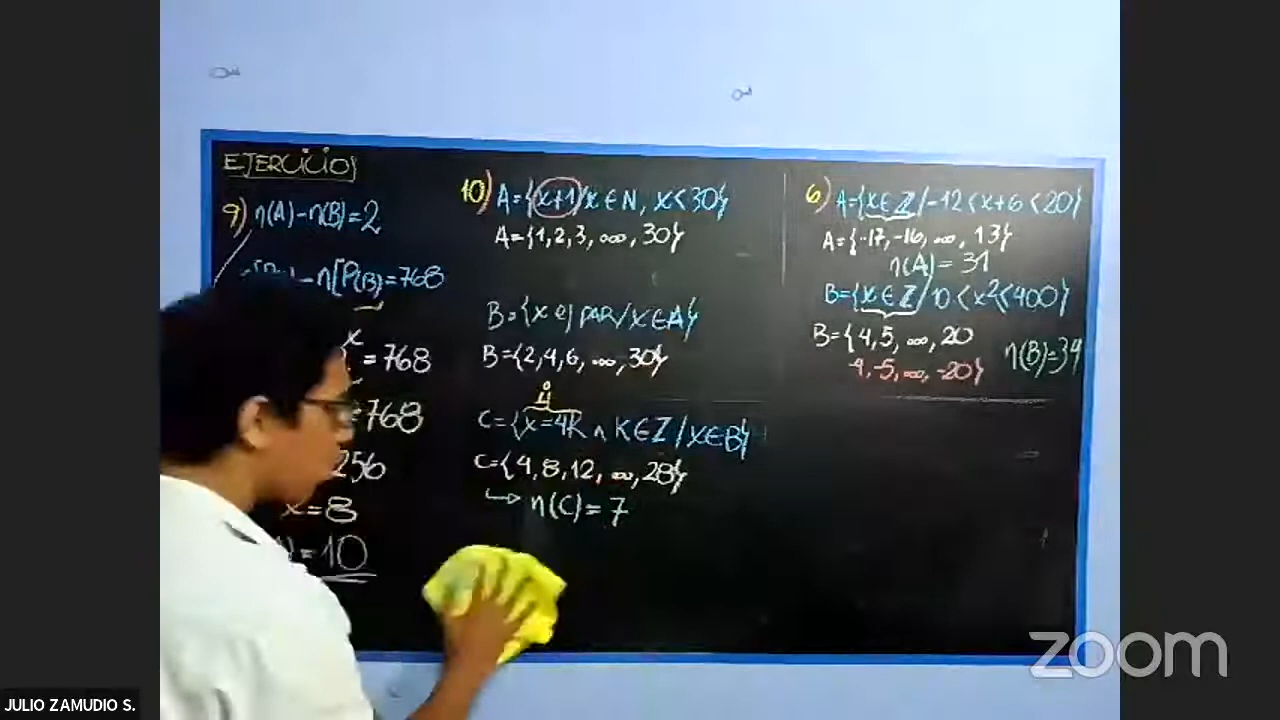 EJERCICIOS
9) n(A)-n(B)=2
-n[P(B)=768
x
=768
=768
256
x=8
=10
10) A={x+1/x∈N, x<30}
A={1,2,3, ..., 30}
B={x es PAR/x∈A}
B={2,4,6, ..., 30}
4°
C={x=4K ∧ K∈Z/x∈B}
C={4,8,12, ..., 28}
↳ n(C)=7
6) A={x∈Z/-12<x+6<20}
A={-17,-16, ..., 13}
n(A)=31
B={x∈Z/10<x²<400}
B={4,5, ..., 20
-4,-5, ..., -20}
n(B)=34
zoom
JULIO ZAMUDIO S.